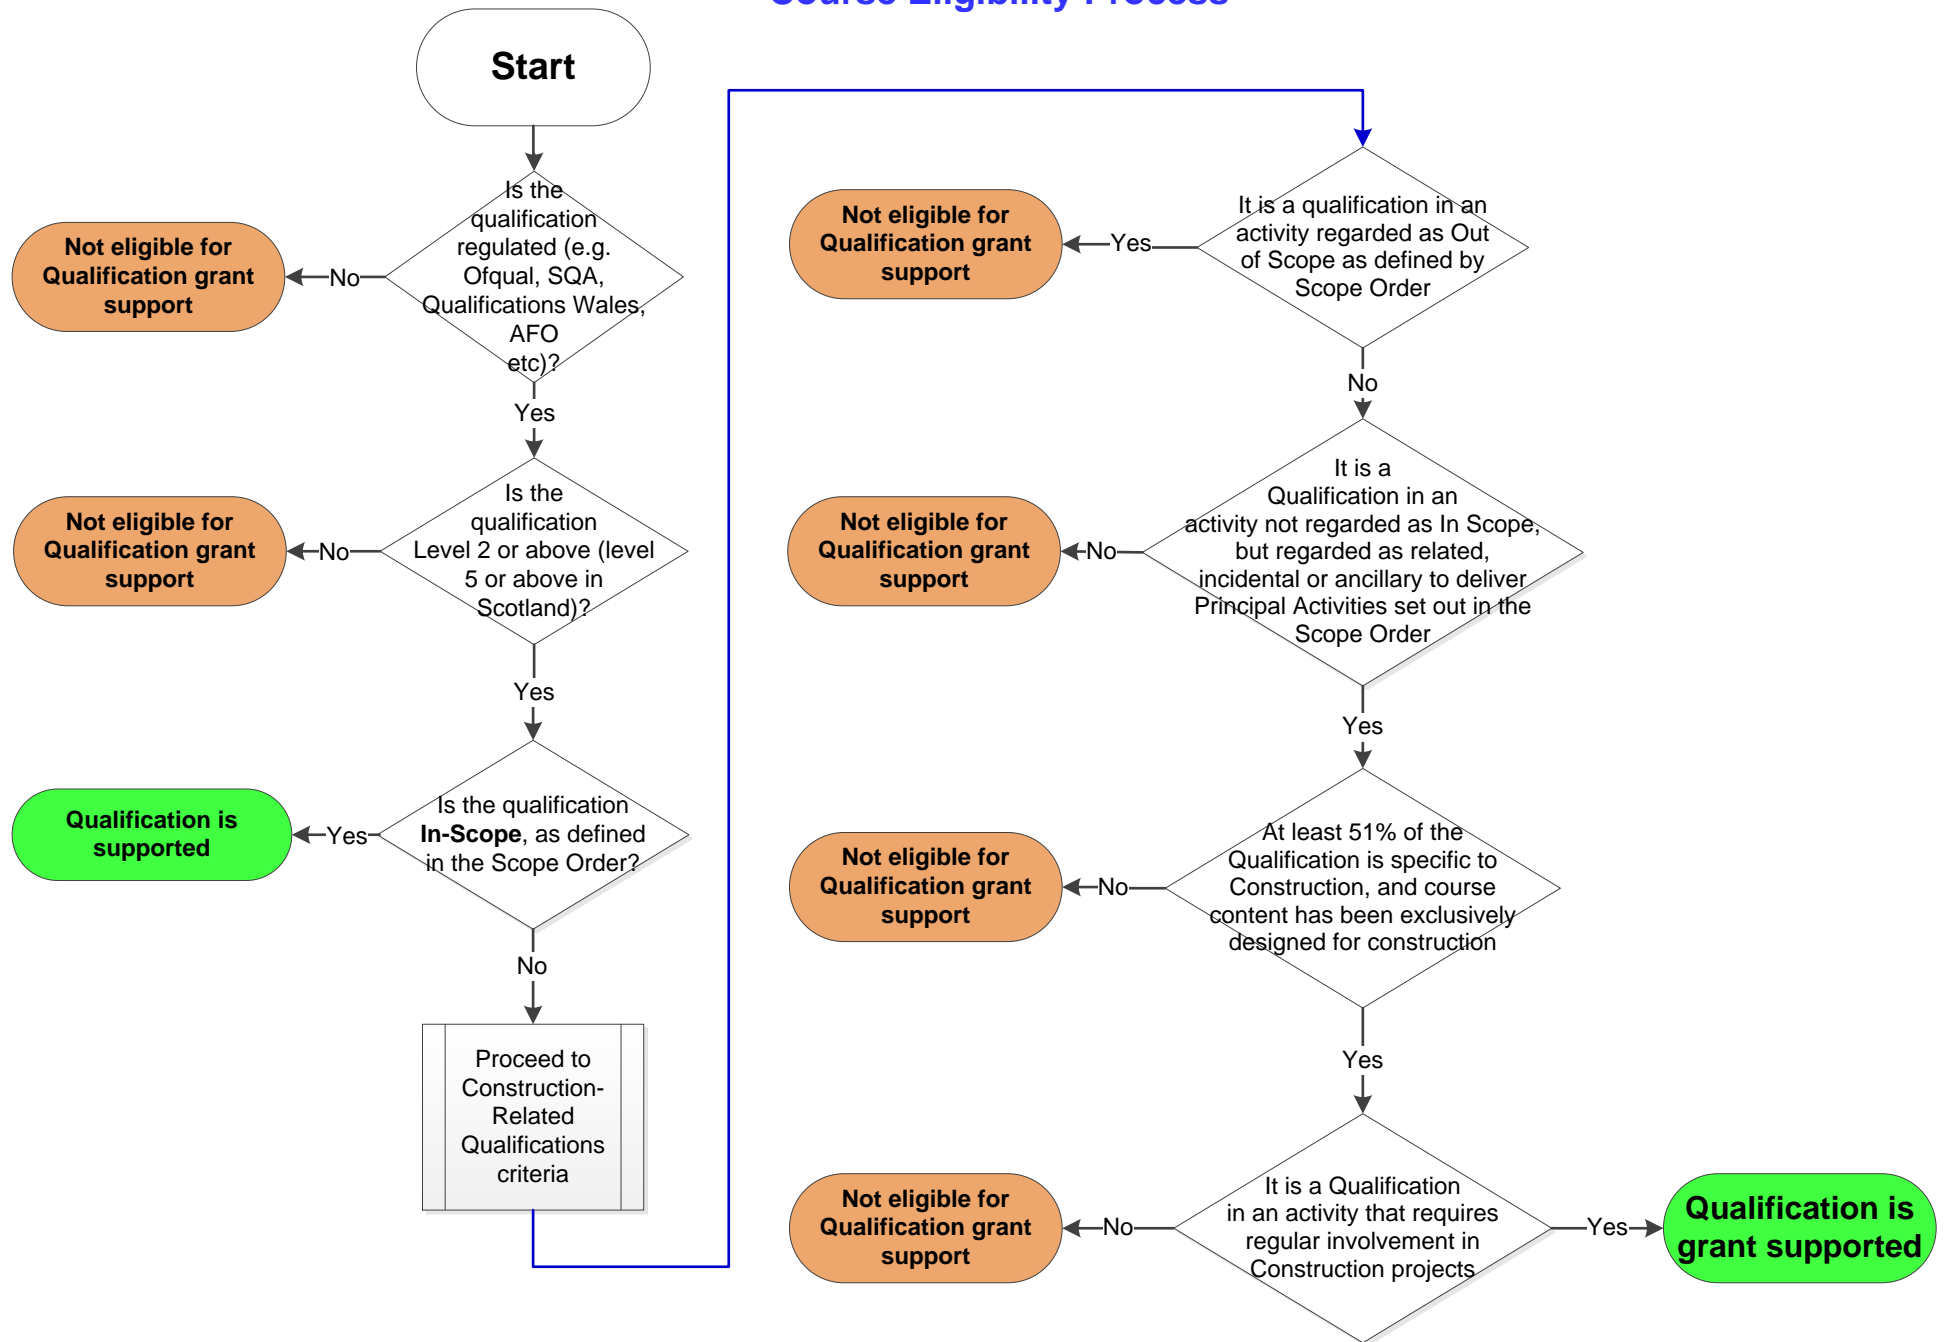 Course Eligibility Process
Start
Is the
qualification
regulated (e.g.
Ofqual, SQA,
Qualifications Wales,
AFO
etc)?
No
Not eligible for
Qualification grant
support
Yes
Is the
qualification
Level 2 or above (level
5 or above in
Scotland)?
No
Not eligible for
Qualification grant
support
Yes
Is the qualification
In-Scope, as defined
in the Scope Order?
Yes
Qualification is
supported
No
Proceed to
Construction-
Related
Qualifications
criteria
It is a qualification in an
activity regarded as Out
of Scope as defined by
Scope Order
Yes
Not eligible for
Qualification grant
support
No
It is a
Qualification in an
activity not regarded as In Scope,
but regarded as related,
incidental or ancillary to deliver
Principal Activities set out in the
Scope Order
No
Not eligible for
Qualification grant
support
Yes
At least 51% of the
Qualification is specific to
Construction, and course
content has been exclusively
designed for construction
No
Not eligible for
Qualification grant
support
Yes
It is a Qualification
in an activity that requires
regular involvement in
Construction projects
No
Not eligible for
Qualification grant
support
Yes
Qualification is
grant supported